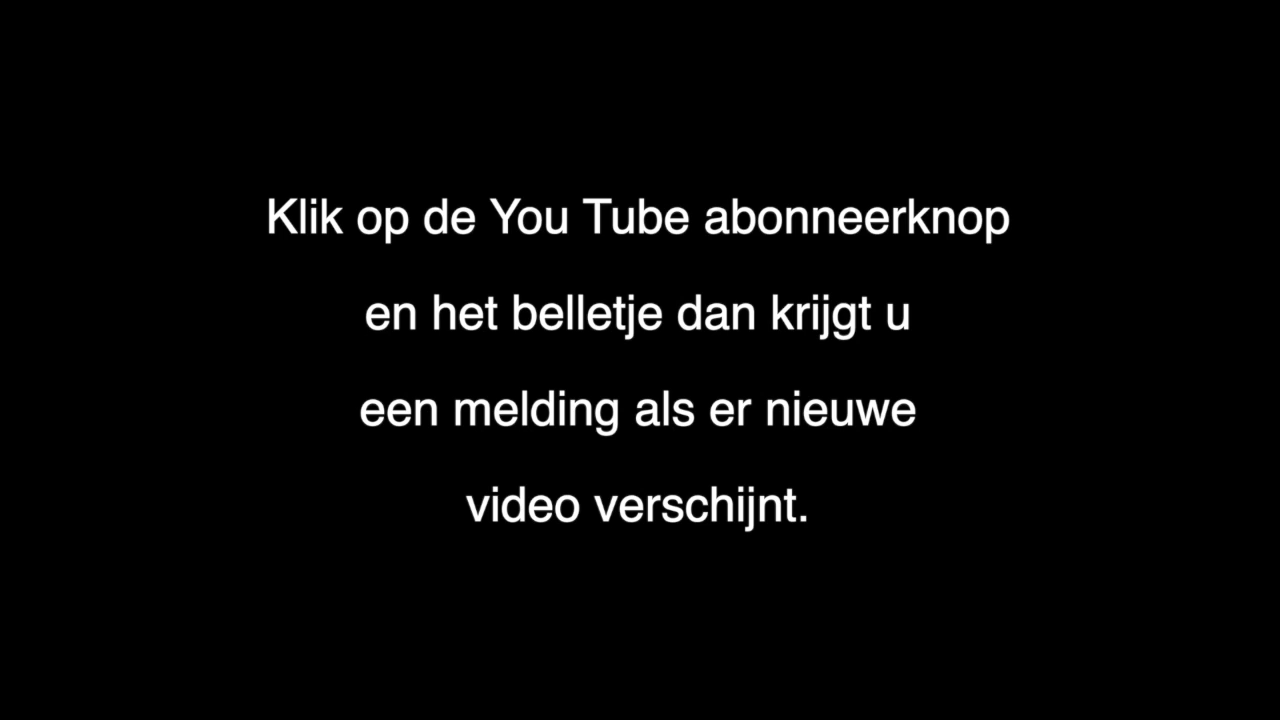 Klik op de You Tube abonneerknop
en het belletje dan krijgt u
een melding als er nieuwe
video verschijnt.